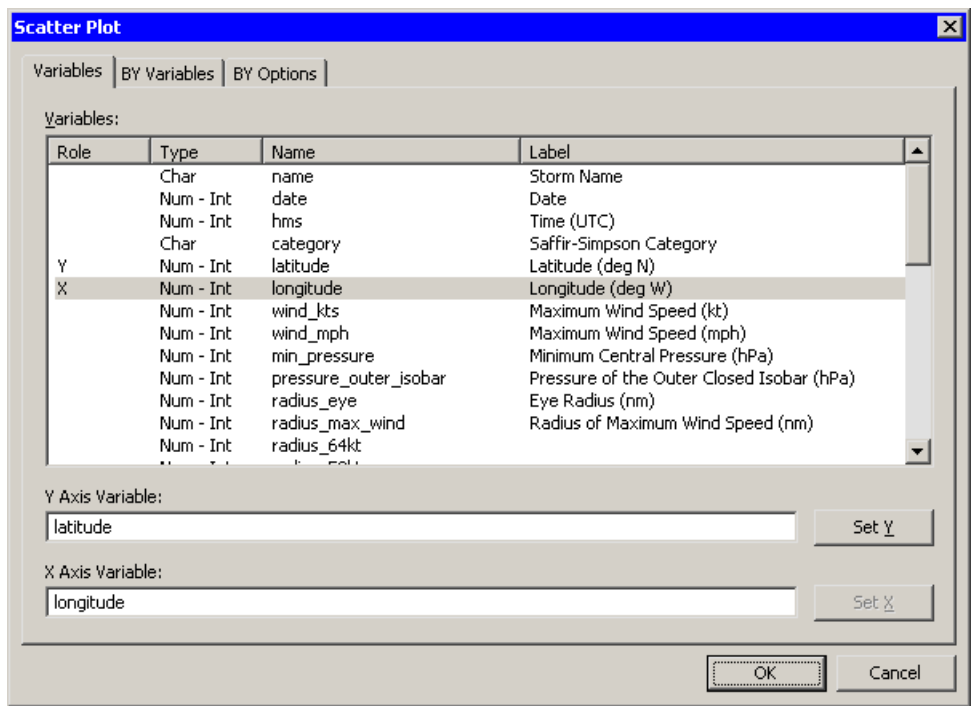 Scatter Plot
Variables BY Variables BY Options
Variables:
Role Type Name Label
Char name Storm Name
Num - Int date Date
Num - Int hms Time (UTC)
Char category Saffir-Simpson Category
Y Num - Int latitude Latitude (deg N)
X Num - Int longitude Longitude (deg W)
Num - Int wind_kts Maximum Wind Speed (kt)
Num - Int wind_mph Maximum Wind Speed (mph)
Num - Int min_pressure Minimum Central Pressure (hPa)
Num - Int pressure_outer_isobar Pressure of the Outer Closed Isobar (hPa)
Num - Int radius_eye Eye Radius (nm)
Num - Int radius_max_wind Radius of Maximum Wind Speed (nm)
Num - Int radius_64kt
Y Axis Variable:
latitude Set Y
X Axis Variable:
longitude Set X
OK Cancel